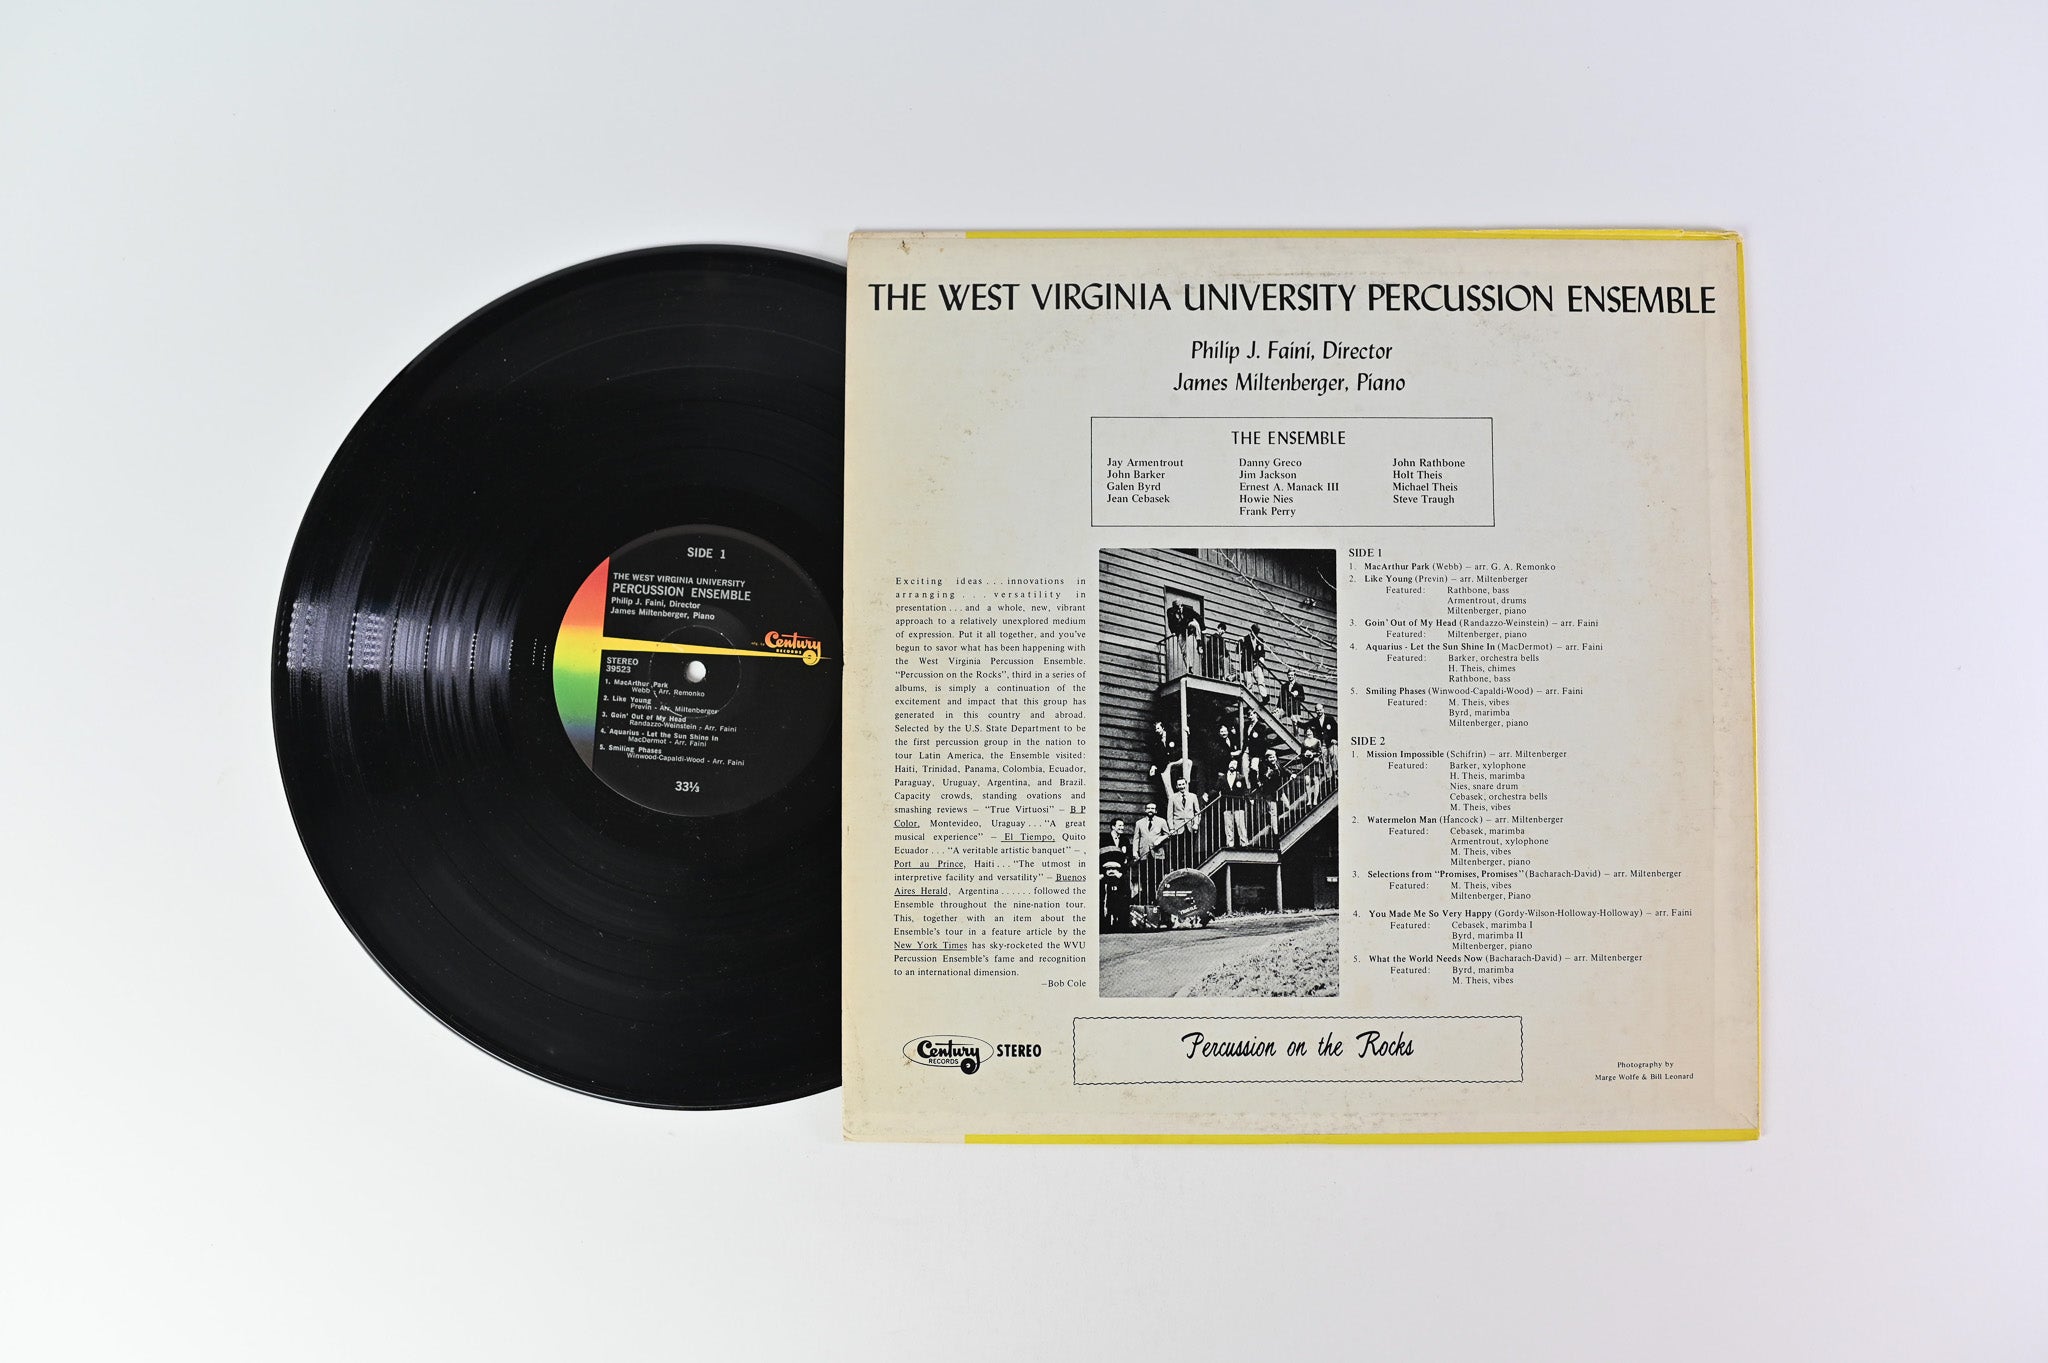 SIDE 1
THE WEST VIRGINIA UNIVERSITY
PERCUSSION ENSEMBLE
Philip J. Faini, Director
James Miltenberger, Piano
Century
RECORDS
STEREO
39523
1. MacArthur Park
Webb - Arr. Remonko
2. Like Young
Previn - Arr. Miltenberger
3. Goin' Out of My Head
Randazzo-Weinstein - Arr. Faini
4. Aquarius - Let the Sun Shine In
MacDermot - Arr. Faini
5. Smiling Phases
Winwood-Capaldi-Wood - Arr. Faini
33⅓
THE WEST VIRGINIA UNIVERSITY PERCUSSION ENSEMBLE
Philip J. Faini, Director
James Miltenberger, Piano
THE ENSEMBLE
Jay Armentrout
John Barker
Galen Byrd
Jean Cebasek
Danny Greco
Jim Jackson
Ernest A. Manack III
Howie Nies
Frank Perry
John Rathbone
Holt Theis
Michael Theis
Steve Traugh
Exciting ideas . . . innovations in
arranging . . . versatility in
presentation . . . and a whole, new, vibrant
approach to a relatively unexplored medium
of expression. Put it all together, and you've
begun to savor what has been happening with
the West Virginia Percussion Ensemble.
"Percussion on the Rocks", third in a series of
albums, is simply a continuation of the
excitement and impact that this group has
generated in this country and abroad.
Selected by the U.S. State Department to be
the first percussion group in the nation to
tour Latin America, the Ensemble visited:
Haiti, Trinidad, Panama, Colombia, Ecuador,
Paraguay, Uruguay, Argentina, and Brazil.
Capacity crowds, standing ovations and
smashing reviews – "True Virtuosi" – B P
Color, Montevideo, Uraguay . . . "A great
musical experience" – El Tiempo, Quito
Ecuador . . . "A veritable artistic banquet" – ,
Port au Prince, Haiti . . . "The utmost in
interpretive facility and versatility" – Buenos
Aires Herald, Argentina . . . . . . followed the
Ensemble throughout the nine-nation tour.
This, together with an item about the
Ensemble's tour in a feature article by the
New York Times has sky-rocketed the WVU
Percussion Ensemble's fame and recognition
to an international dimension.
–Bob Cole
SIDE 1
1. MacArthur Park (Webb) – arr. G. A. Remonko
2. Like Young (Previn) – arr. Miltenberger
Featured: Rathbone, bass
Armentrout, drums
Miltenberger, piano
3. Goin' Out of My Head (Randazzo-Weinstein) – arr. Faini
Featured: Miltenberger, piano
4. Aquarius - Let the Sun Shine In (MacDermot) – arr. Faini
Featured: Barker, orchestra bells
H. Theis, chimes
Rathbone, bass
5. Smiling Phases (Winwood-Capaldi-Wood) – arr. Faini
Featured: M. Theis, vibes
Byrd, marimba
Miltenberger, piano
SIDE 2
1. Mission Impossible (Schifrin) – arr. Miltenberger
Featured: Barker, xylophone
H. Theis, marimba
Nies, snare drum
Cebasek, orchestra bells
M. Theis, vibes
2. Watermelon Man (Hancock) – arr. Miltenberger
Featured: Cebasek, marimba
Armentrout, xylophone
M. Theis, vibes
Miltenberger, piano
3. Selections from "Promises, Promises" (Bacharach-David) – arr. Miltenberger
Featured: M. Theis, vibes
Miltenberger, Piano
4. You Made Me So Very Happy (Gordy-Wilson-Holloway-Holloway) – arr. Faini
Featured: Cebasek, marimba I
Byrd, marimba II
Miltenberger, piano
5. What the World Needs Now (Bacharach-David) – arr. Miltenberger
Featured: Byrd, marimba
M. Theis, vibes
Century
RECORDS
STEREO
Percussion on the Rocks
Photography by
Marge Wolfe & Bill Leonard